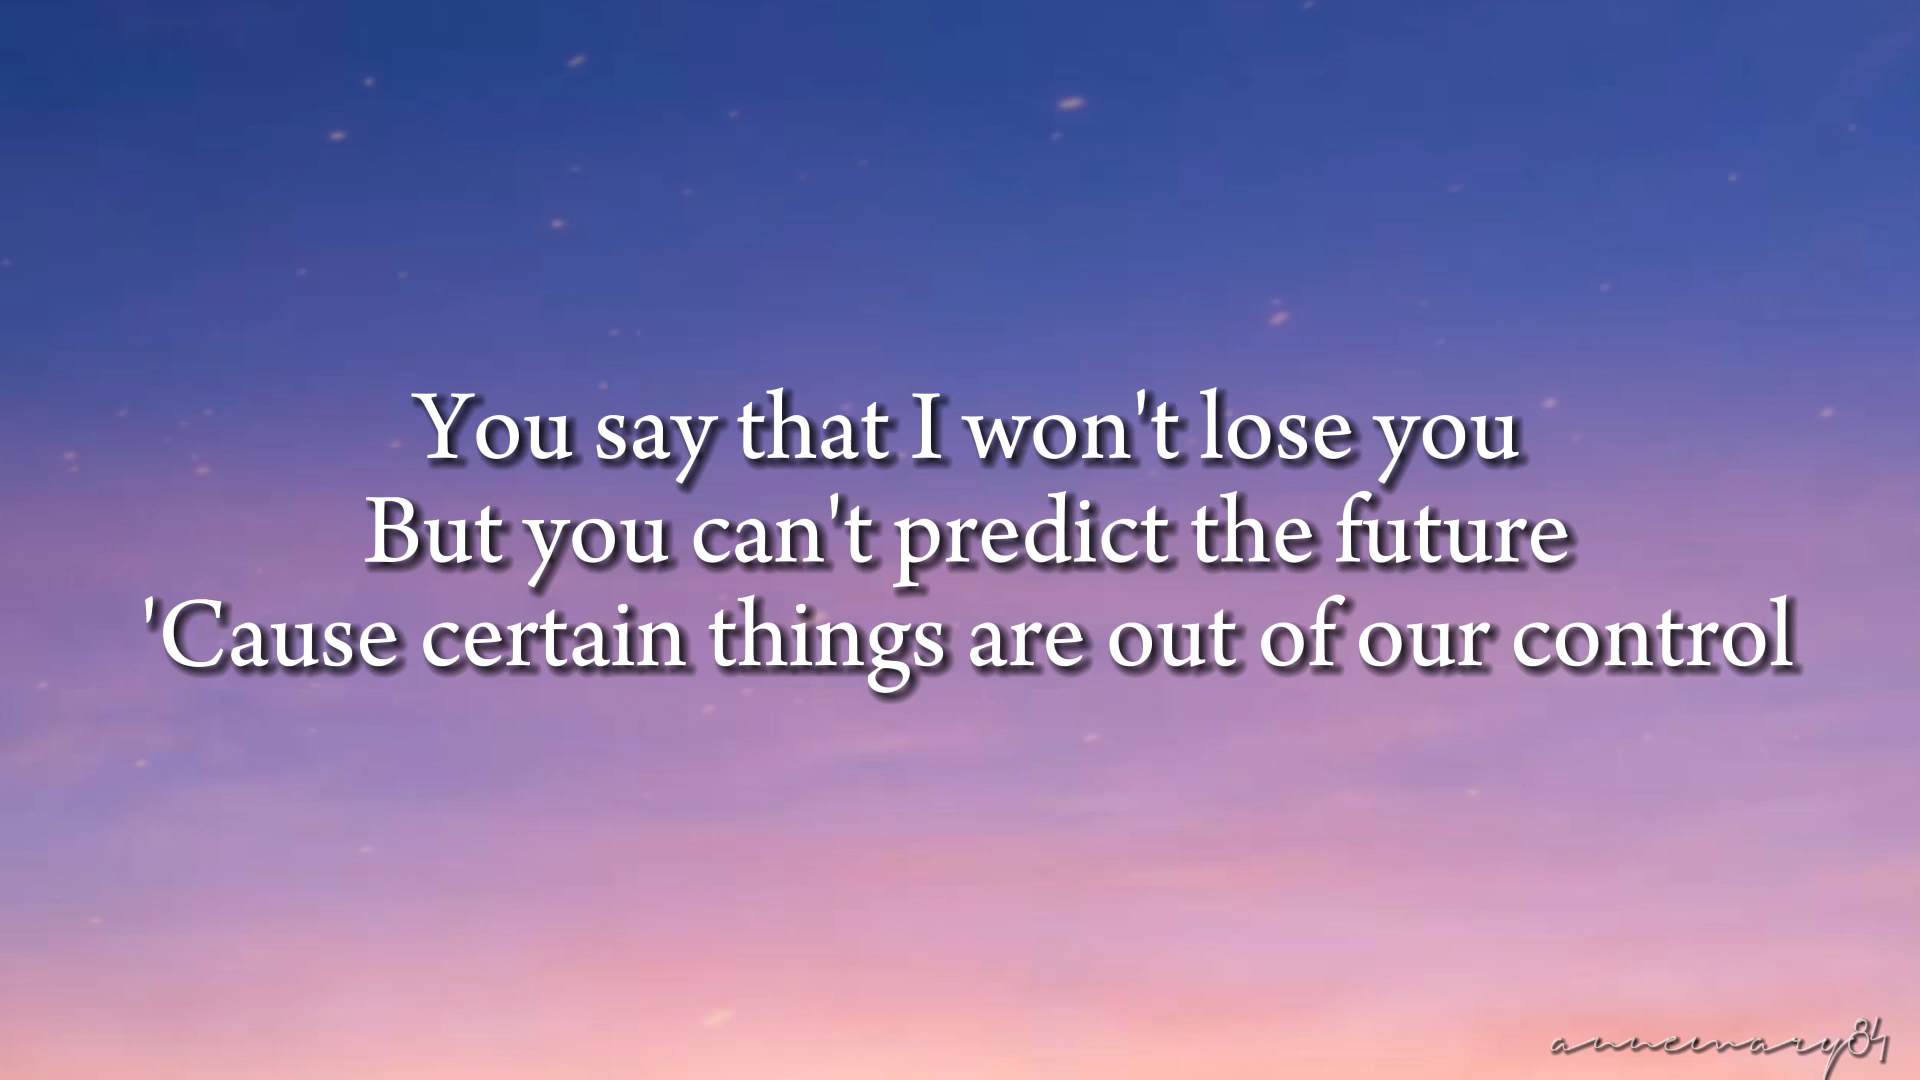 You say that I won't lose you
But you can't predict the future
'Cause certain things are out of our control
annemary84